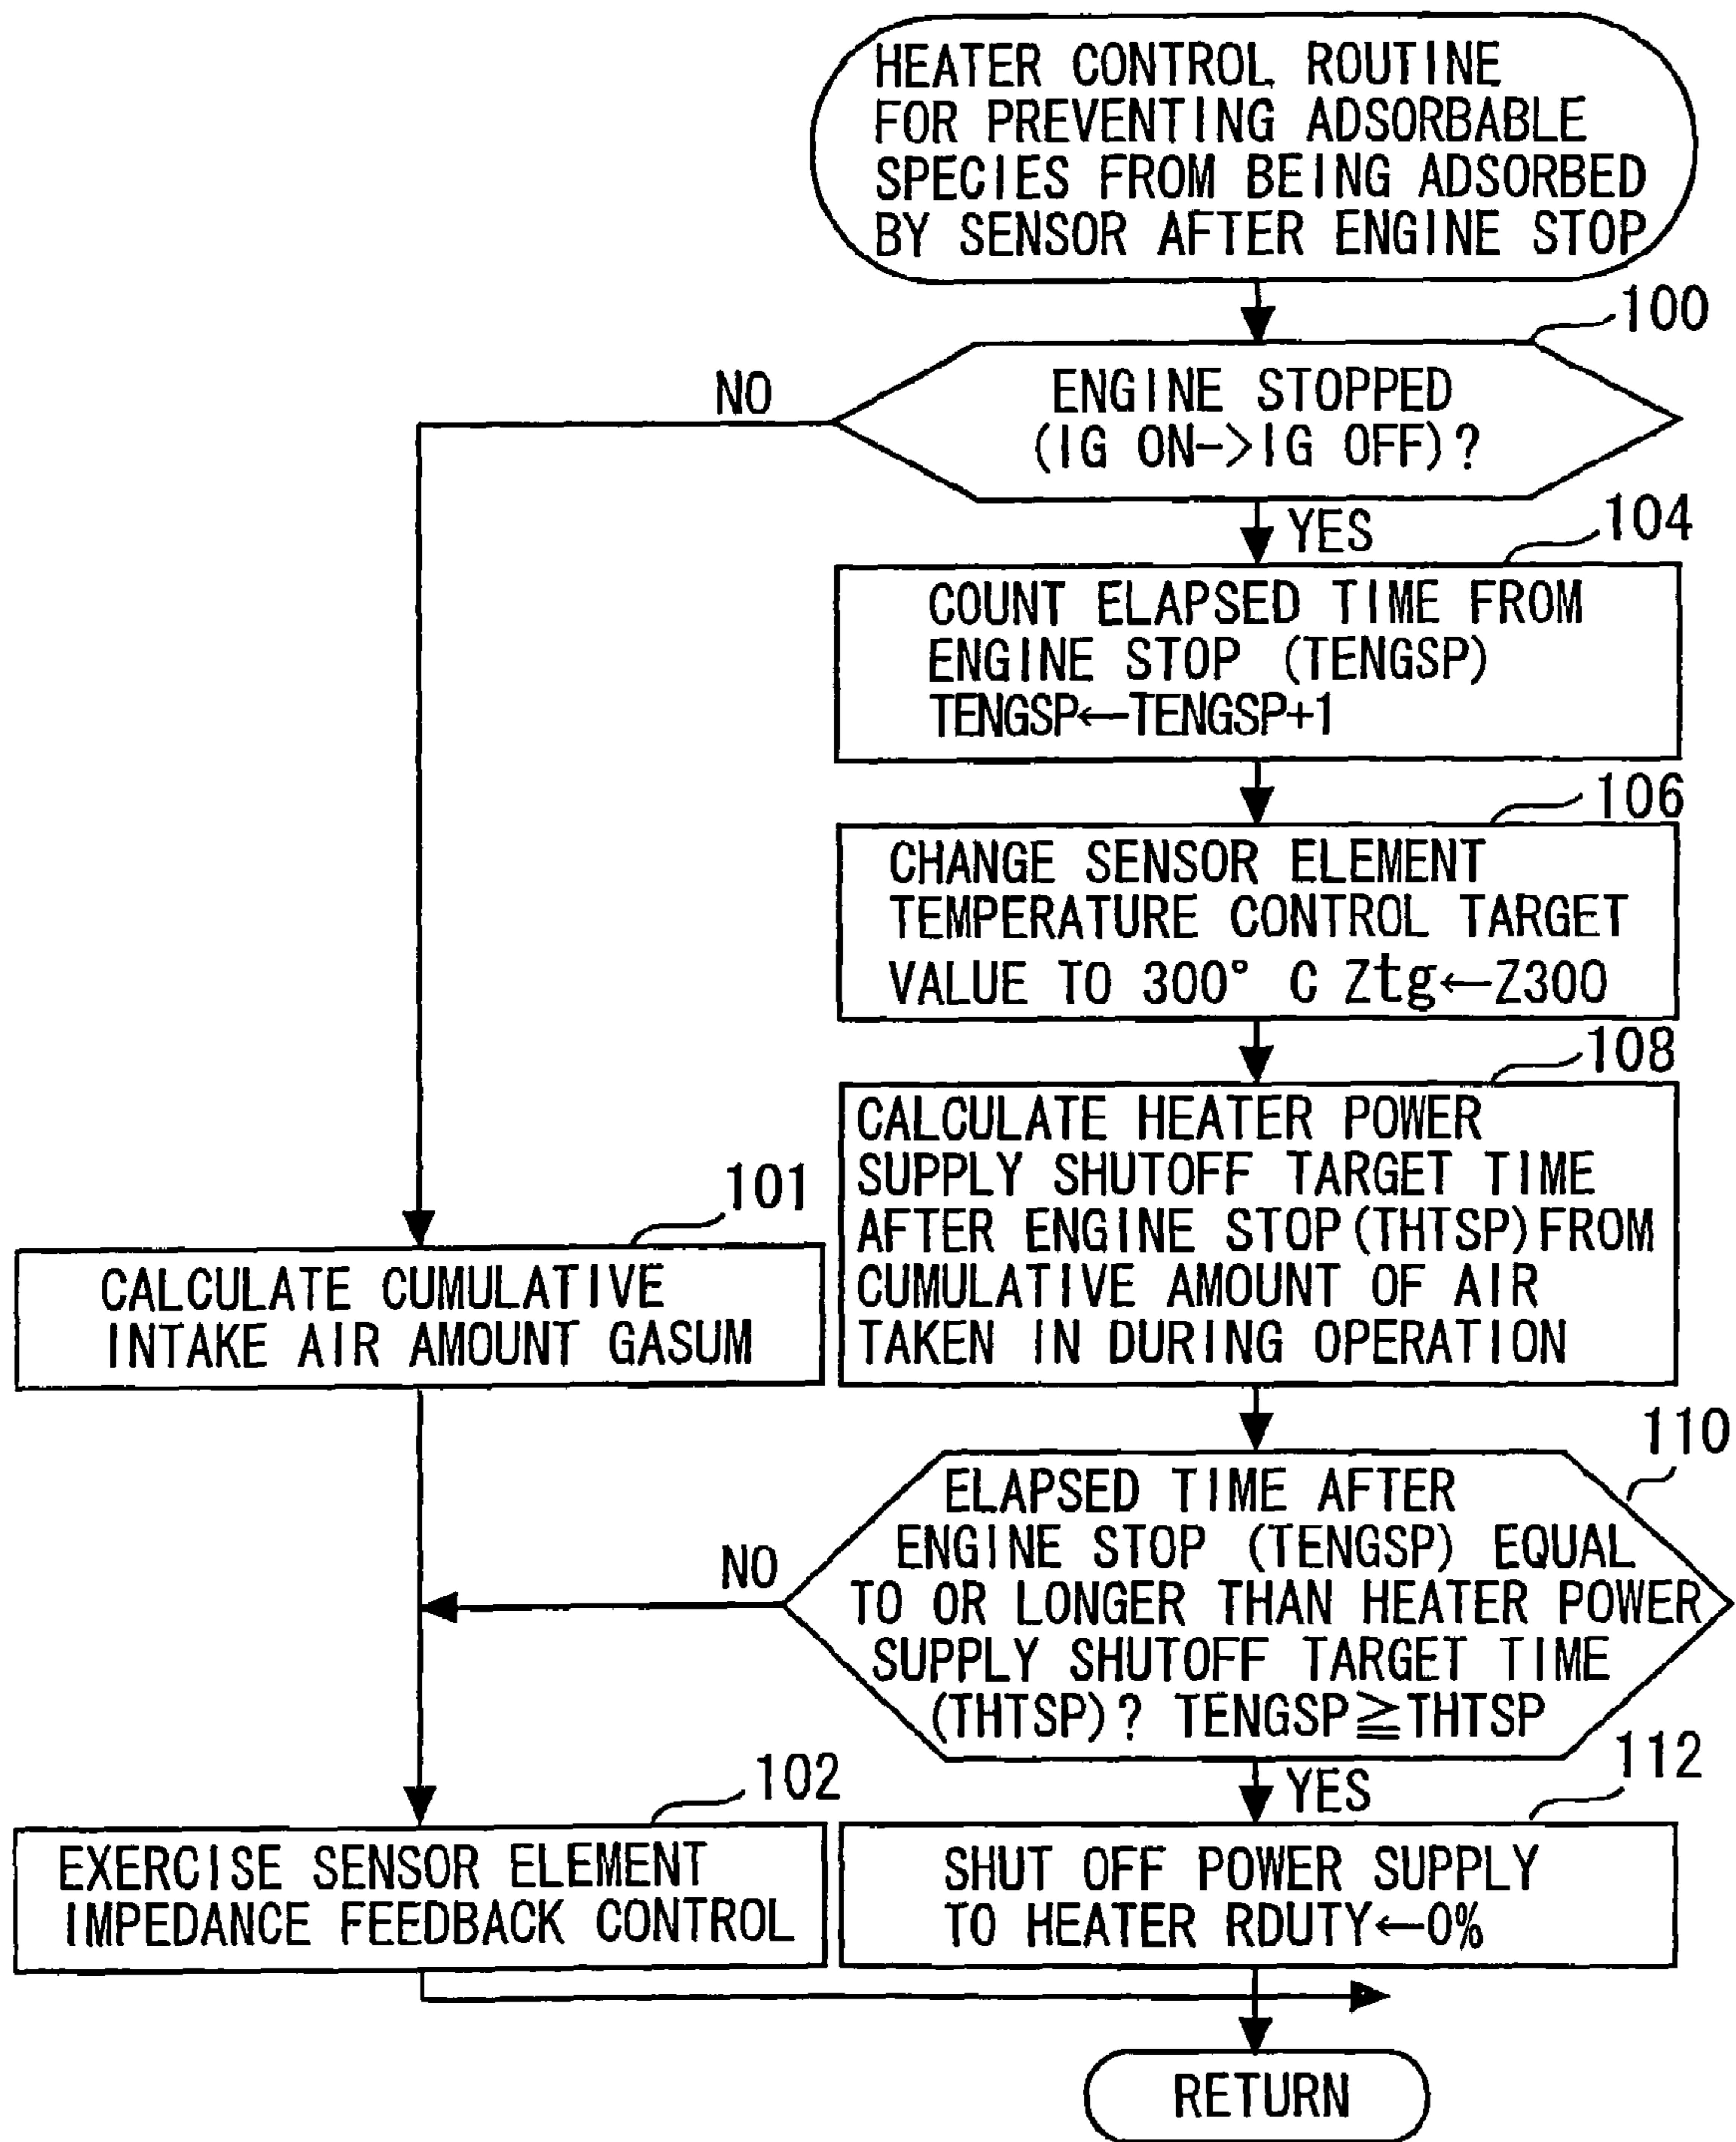 HEATER CONTROL ROUTINE
FOR PREVENTING ADSORBABLE
SPECIES FROM BEING ADSORBED
BY SENSOR AFTER ENGINE STOP
100
ENGINE STOPPED
(IG ON->IG OFF)?
NO
YES
104
COUNT ELAPSED TIME FROM
ENGINE STOP (TENGSP)
TENGSP←TENGSP+1
106
CHANGE SENSOR ELEMENT
TEMPERATURE CONTROL TARGET
VALUE TO 300° C Ztg←Z300
108
CALCULATE HEATER POWER
SUPPLY SHUTOFF TARGET TIME
AFTER ENGINE STOP(THTSP)FROM
CUMULATIVE AMOUNT OF AIR
TAKEN IN DURING OPERATION
101
CALCULATE CUMULATIVE
INTAKE AIR AMOUNT GASUM
110
ELAPSED TIME AFTER
ENGINE STOP (TENGSP) EQUAL
TO OR LONGER THAN HEATER POWER
SUPPLY SHUTOFF TARGET TIME
(THTSP)? TENGSP≧THTSP
NO
YES
102
EXERCISE SENSOR ELEMENT
IMPEDANCE FEEDBACK CONTROL
112
SHUT OFF POWER SUPPLY
TO HEATER RDUTY←0%
RETURN